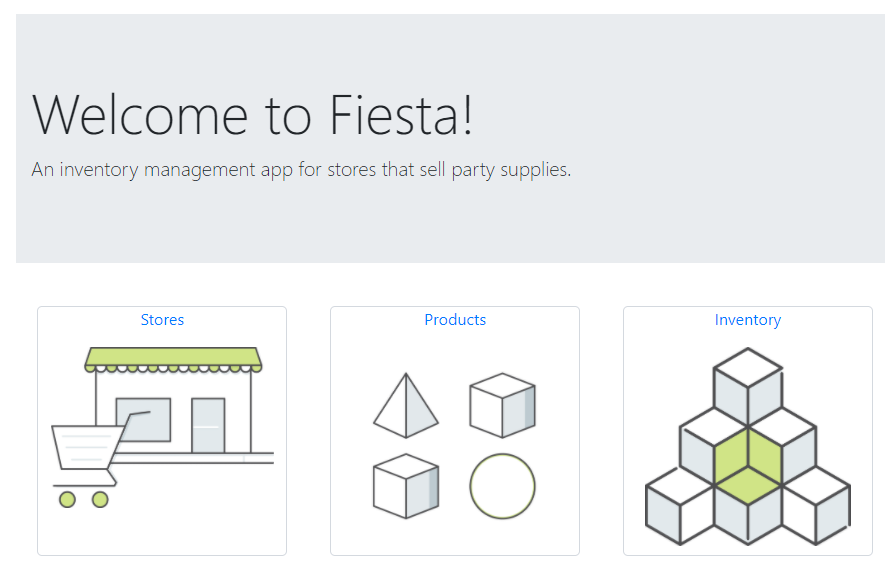 Welcome to Fiesta!
An inventory management app for stores that sell party supplies.
Stores
Products
Inventory